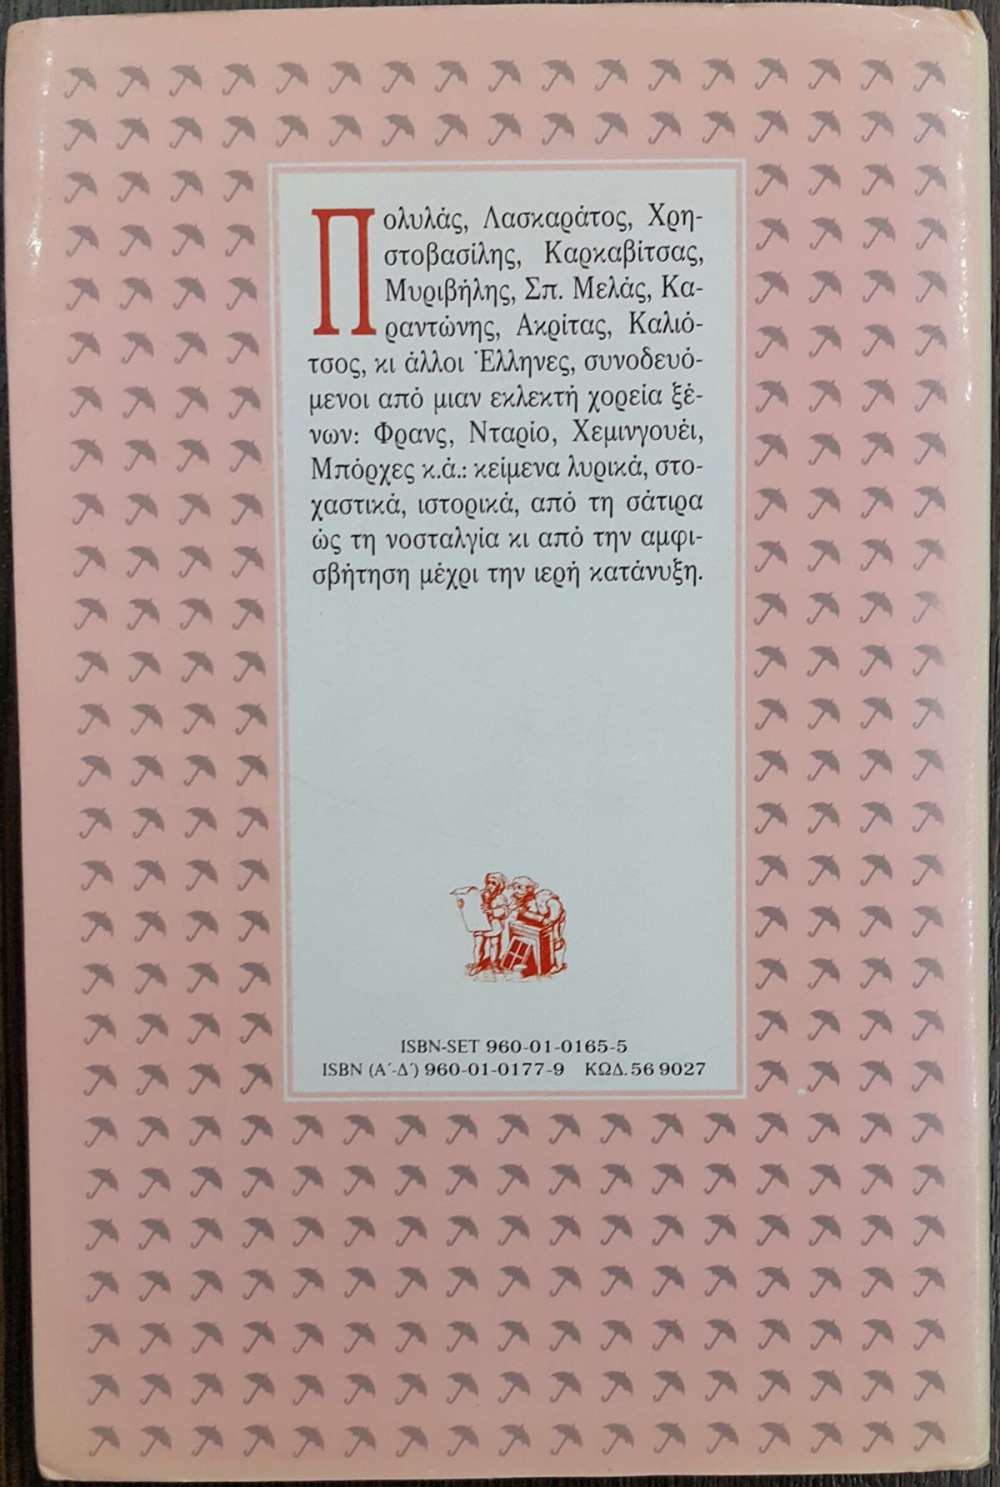 Πολυλάς, Λασκαράτος, Χρη-
στοβασίλης, Καρκαβίτσας,
Μυριβήλης, Σπ. Μελάς, Κα-
ραντώνης, Ακρίτας, Καλιό-
τσος, κι άλλοι Έλληνες, συνοδευό-
μενοι από μιαν εκλεκτή χορεία ξέ-
νων: Φρανς, Νταρίο, Χεμινγουέι,
Μπόρχες κ.ά.: κείμενα λυρικά, στο-
χαστικά, ιστορικά, από τη σάτιρα
ώς τη νοσταλγία κι από την αμφι-
σβήτηση μέχρι την ιερή κατάνυξη.
ISBN-SET 960-01-0165-5
ISBN (Α΄-Δ΄) 960-01-0177-9 ΚΩΔ. 56 9027